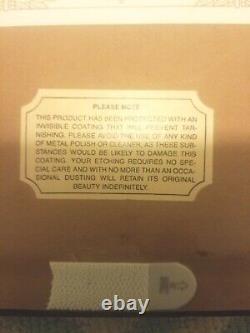 PLEASE NOTE
THIS PRODUCT HAS BEEN PROTECTED WITH AN
INVISIBLE COATING THAT WILL PREVENT TAR-
NISHING. PLEASE AVOID THE USE OF ANY KIND
OF METAL POLISH OR CLEANER, AS THESE SUB-
STANCES WOULD BE LIKELY TO DAMAGE THIS
COATING. YOUR ETCHING REQUIRES NO SPE-
CIAL CARE AND WITH NO MORE THAN AN OCCA-
SIONAL DUSTING WILL RETAIN ITS ORIGINAL
BEAUTY INDEFINITELY.